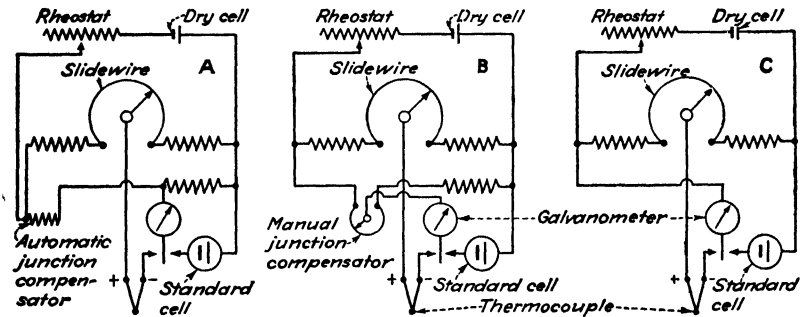 Rheostat
Dry cell
Slidewire
A
Automatic
junction
compen-
sator
+
-
Standard
cell
Rheostat
Dry cell
Slidewire
B
Manual
junction-
compensator
+
-
Standard cell
Galvanometer
Thermocouple
Rheostat
Dry cell
Slidewire
C
+
-
Standard
cell